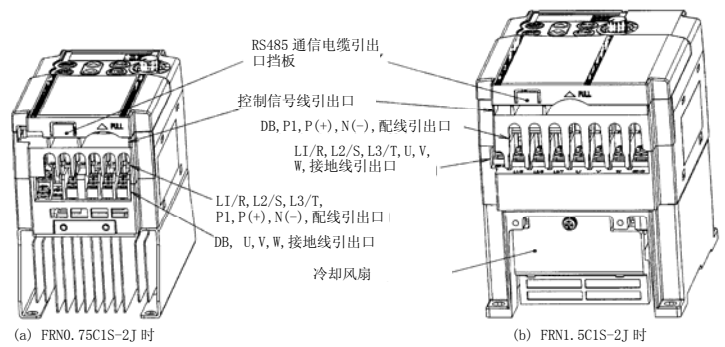 RS485 通信电缆引出
口挡板
PULL
PULL
控制信号线引出口
DB,P1,P(+),N(-),配线引出口
LI/R,L2/S,L3/T,U,V,
W,接地线引出口
LI/R,L2/S,L3/T,
P1,P(+),N(-),配线引出口
DB, U,V,W,接地线引出口
冷却风扇
(a) FRN0.75C1S-2J 时
(b) FRN1.5C1S-2J 时